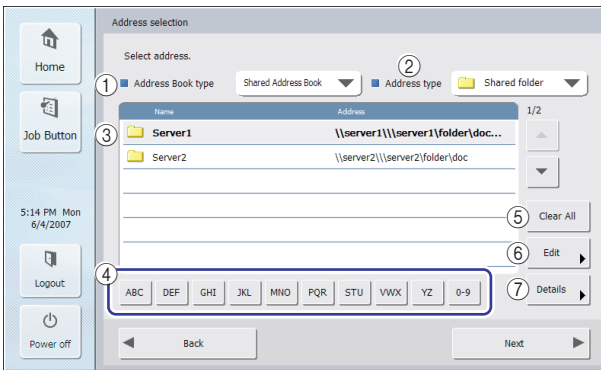 Address selection
Home
Select address.
①
Address Book type
Shared Address Book
②
Address type
Shared folder
Name
Address
1/2
Job Button
③
Server1
\\server1\\\server1\folder\doc...
Server2
\\server2\\\server2\folder\doc
5:14 PM Mon
6/4/2007
⑤
Clear All
⑥
Edit
Logout
④
ABC DEF GHI JKL MNO PQR STU VWX YZ 0-9
⑦
Details
Power off
Back
Next